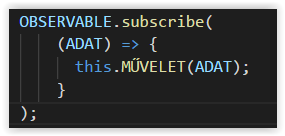 OBSERVABLE.subscribe(
(ADAT) => {
this.MŰVELET(ADAT);
}
);